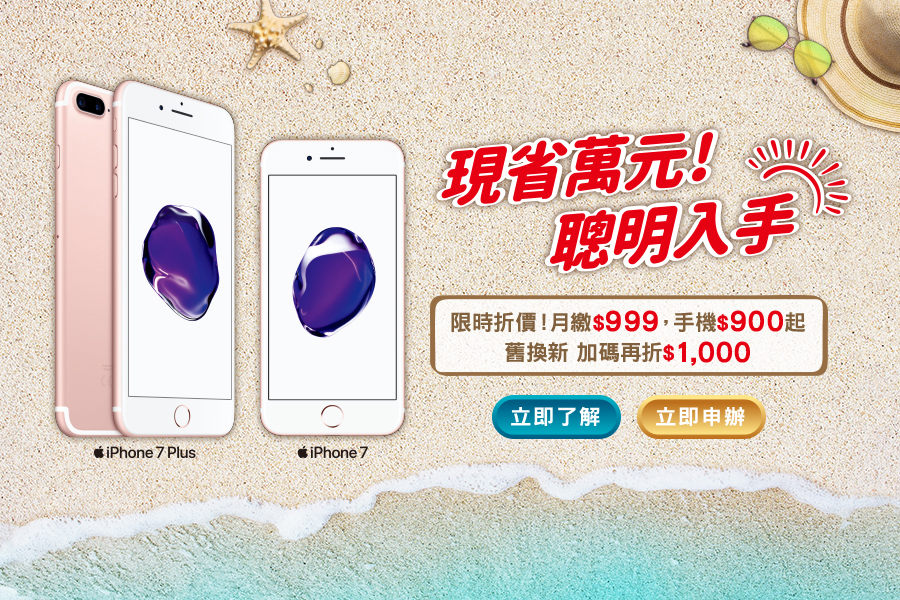 現省萬元!
聰明入手
限時折價!月繳$999,手機$900起
舊換新 加碼再折$1,000
立即了解
立即申辦
iPhone 7 Plus
iPhone 7